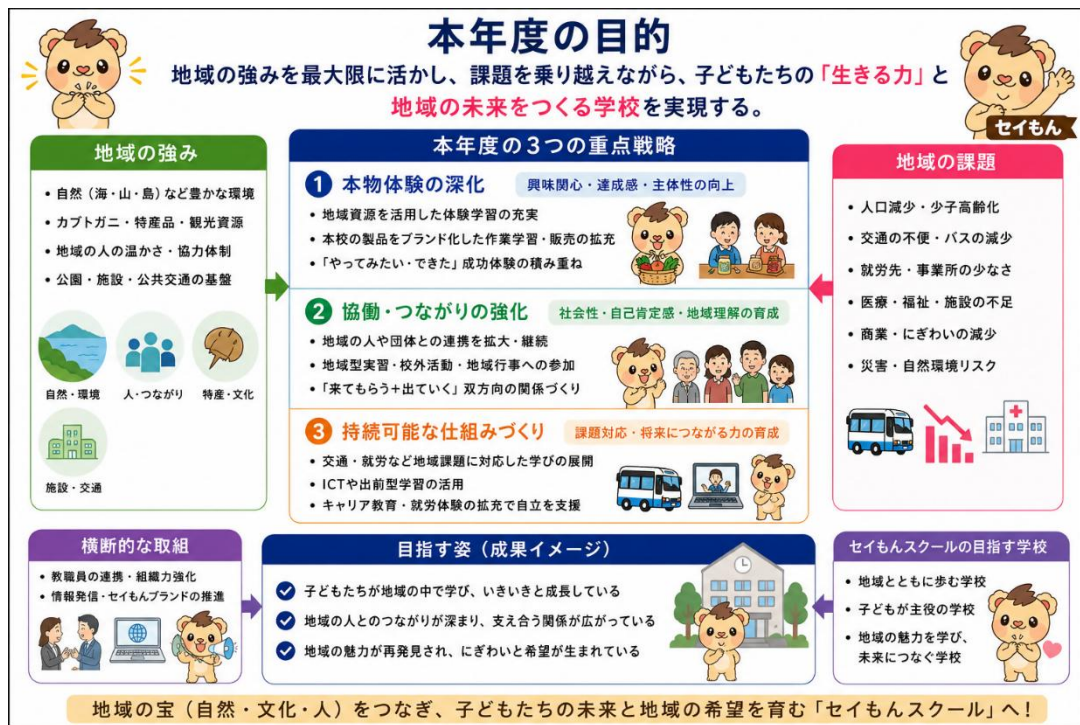 本年度の目的
地域の強みを最大限に活かし、課題を乗り越えながら、子どもたちの「生きる力」と
地域の未来をつくる学校を実現する。
セイもん
地域の強み
• 自然（海・山・島）など豊かな環境
• カブトガニ・特産品・観光資源
• 地域の人の温かさ・協力体制
• 公園・施設・公共交通の基盤
自然・環境
人・つながり
特産・文化
施設・交通
本年度の3つの重点戦略
1 本物体験の深化
興味関心・達成感・主体性の向上
• 地域資源を活用した体験学習の充実
• 本校の製品をブランド化した作業学習・販売の拡充
• 「やってみたい・できた」成功体験の積み重ね
2 協働・つながりの強化
社会性・自己肯定感・地域理解の育成
• 地域の人や団体との連携を拡大・継続
• 地域型実習・校外活動・地域行事への参加
• 「来てもらう＋出ていく」双方向の関係づくり
3 持続可能な仕組みづくり
課題対応・将来につながる力の育成
• 交通・就労など地域課題に対応した学びの展開
• ICTや出前型学習の活用
• キャリア教育・就労体験の拡充で自立を支援
地域の課題
• 人口減少・少子高齢化
• 交通の不便・バスの減少
• 就労先・事業所の少なさ
• 医療・福祉・施設の不足
• 商業・にぎわいの減少
• 災害・自然環境リスク
横断的な取組
• 教職員の連携・組織力強化
• 情報発信・セイもんブランドの推進
目指す姿（成果イメージ）
子どもたちが地域の中で学び、いきいきと成長している
地域の人とのつながりが深まり、支え合う関係が広がっている
地域の魅力が再発見され、にぎわいと希望が生まれている
セイもんスクールの目指す学校
• 地域とともに歩む学校
• 子どもが主役の学校
• 地域の魅力を学び、
未来につなぐ学校
地域の宝（自然・文化・人）をつなぎ、子どもたちの未来と地域の希望を育む「セイもんスクール」へ！